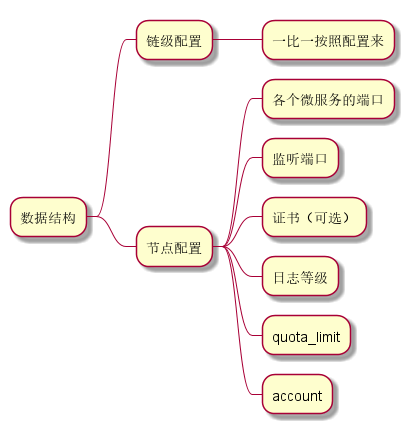 数据结构
链级配置
一比一按照配置来
节点配置
各个微服务的端口
监听端口
证书（可选）
日志等级
quota_limit
account